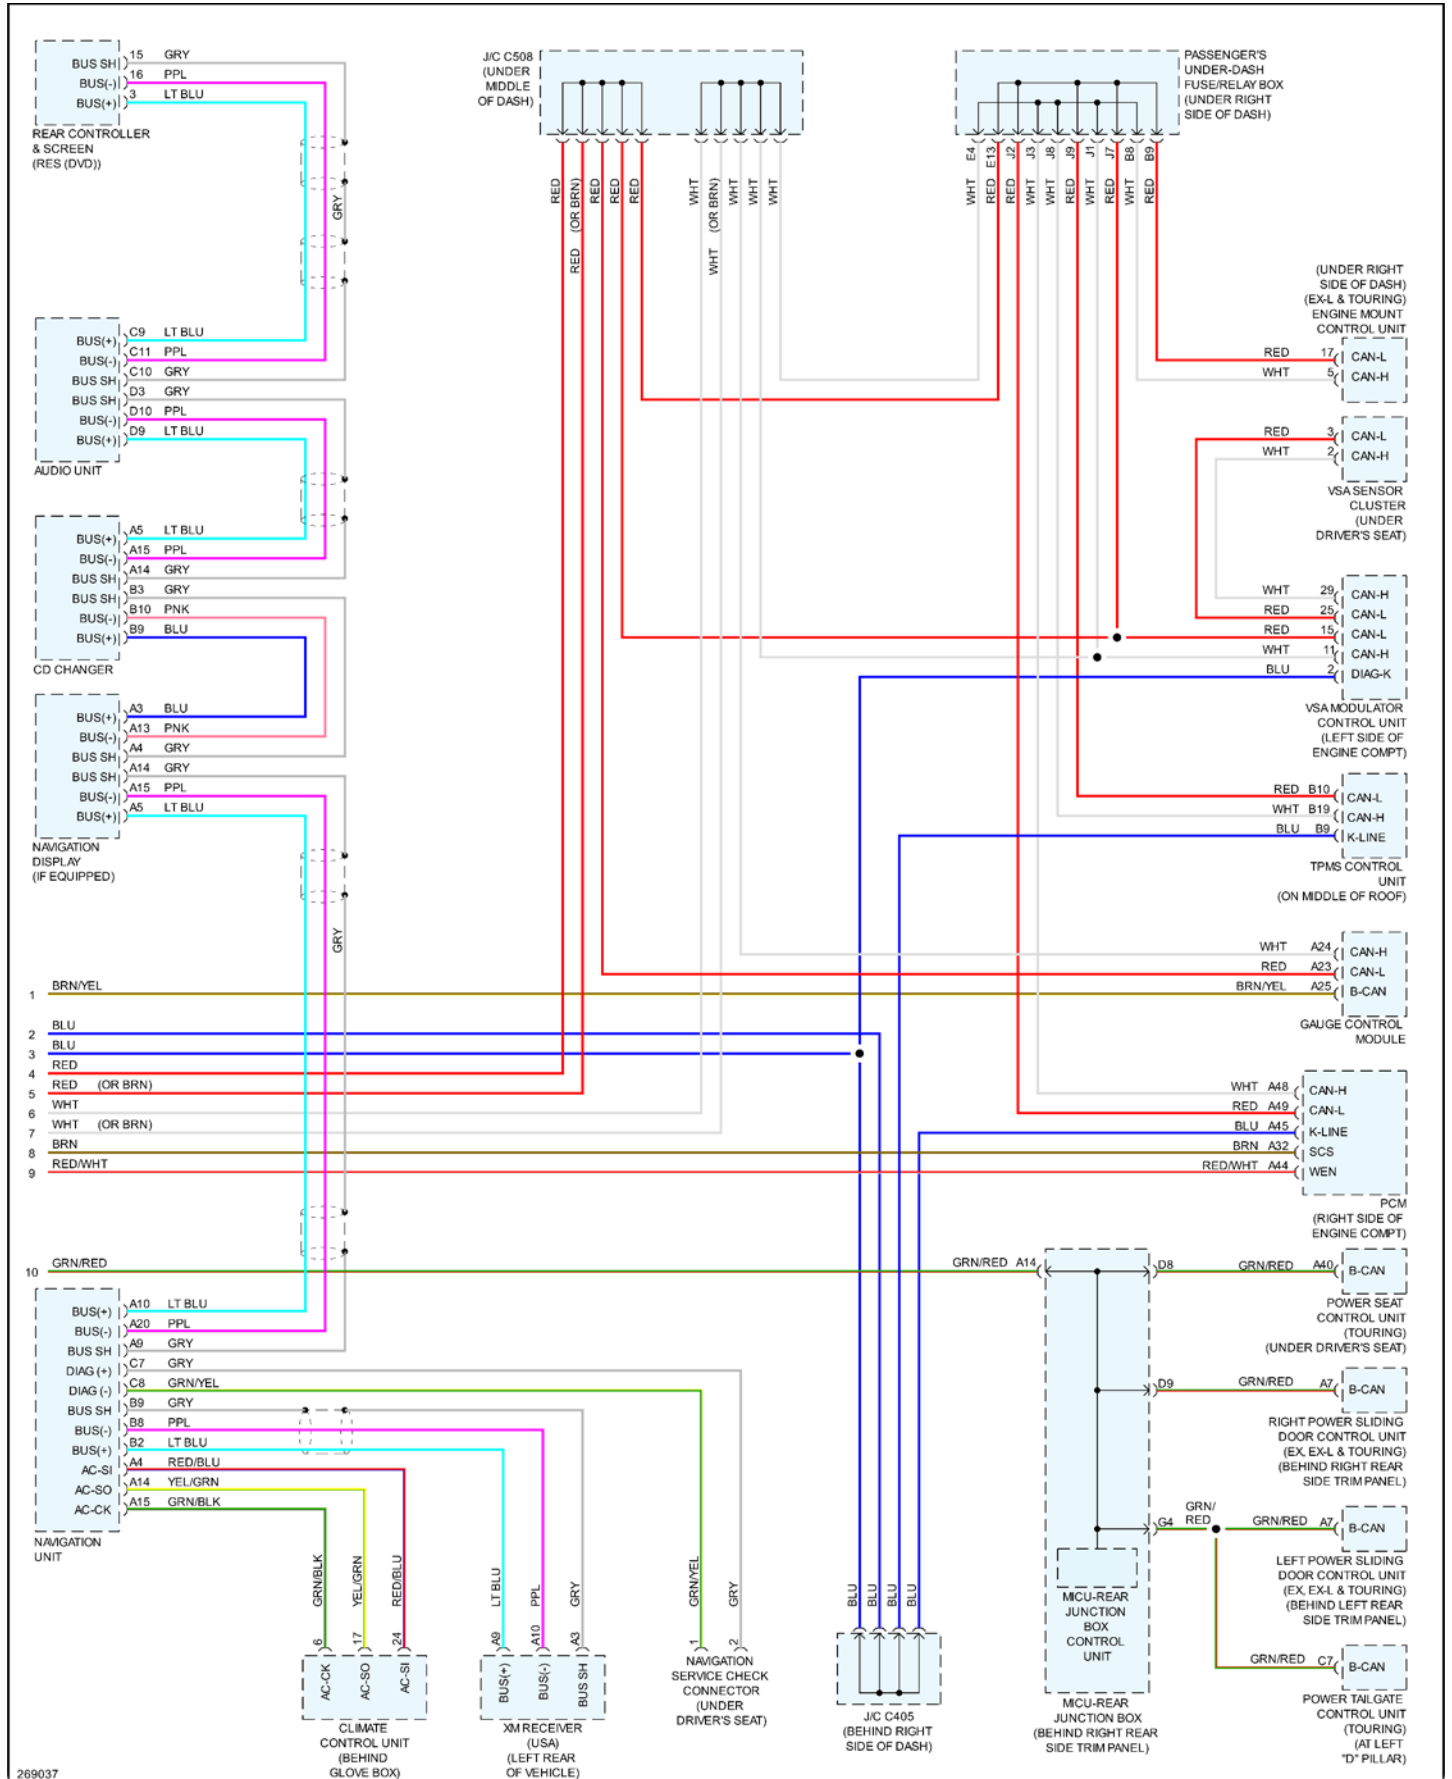 BUS SH 15 GRY
BUS(-) 16 PPL
BUS(+) 3 LT BLU
REAR CONTROLLER
& SCREEN
(RES (DVD))
GRY
J/C C508
(UNDER
MIDDLE
OF DASH)
RED
RED (OR BRN)
RED
RED
RED
WHT
WHT (OR BRN)
WHT
WHT
WHT
PASSENGER'S
UNDER-DASH
FUSE/RELAY BOX
(UNDER RIGHT
SIDE OF DASH)
E4 WHT
E13 RED
J2 RED
J3 WHT
J8 WHT
J9 RED
J1 WHT
J7 RED
B8 WHT
B9 RED
(UNDER RIGHT
SIDE OF DASH)
(EX-L & TOURING)
ENGINE MOUNT
CONTROL UNIT
RED 17 CAN-L
WHT 5 CAN-H
RED 3 CAN-L
WHT 2 CAN-H
VSA SENSOR
CLUSTER
(UNDER
DRIVER'S SEAT)
WHT 29 CAN-H
RED 25 CAN-L
RED 15 CAN-L
WHT 11 CAN-H
BLU 2 DIAG-K
VSA MODULATOR
CONTROL UNIT
(LEFT SIDE OF
ENGINE COMPT)
RED B10 CAN-L
WHT B19 CAN-H
BLU B9 K-LINE
TPMS CONTROL
UNIT
(ON MIDDLE OF ROOF)
WHT A24 CAN-H
RED A23 CAN-L
BRN/YEL A25 B-CAN
GAUGE CONTROL
MODULE
WHT A48 CAN-H
RED A49 CAN-L
BLU A45 K-LINE
BRN A32 SCS
RED/WHT A44 WEN
PCM
(RIGHT SIDE OF
ENGINE COMPT)
BUS(+) C9 LT BLU
BUS(-) C11 PPL
BUS SH C10 GRY
BUS SH D3 GRY
BUS(-) D10 PPL
BUS(+) D9 LT BLU
AUDIO UNIT
BUS(+) A5 LT BLU
BUS(-) A15 PPL
BUS SH A14 GRY
BUS SH B3 GRY
BUS(-) B10 PNK
BUS(+) B9 BLU
CD CHANGER
BUS(+) A3 BLU
BUS(-) A13 PNK
BUS SH A4 GRY
BUS SH A14 GRY
BUS(-) A15 PPL
BUS(+) A5 LT BLU
NAVIGATION
DISPLAY
(IF EQUIPPED)
GRY
1 BRN/YEL
2 BLU
3 BLU
4 RED
5 RED (OR BRN)
6 WHT
7 WHT (OR BRN)
8 BRN
9 RED/WHT
10 GRN/RED
BUS(+) A10 LT BLU
BUS(-) A20 PPL
BUS SH A9 GRY
DIAG (+) C7 GRY
DIAG (-) C8 GRN/YEL
BUS SH B9 GRY
BUS(-) B8 PPL
BUS(+) B2 LT BLU
AC-SI A4 RED/BLU
AC-SO A14 YEL/GRN
AC-CK A15 GRN/BLK
NAVIGATION
UNIT
GRN/BLK 6 AC-CK
YEL/GRN 17 AC-SO
RED/BLU 24 AC-SI
CLIMATE
CONTROL UNIT
(BEHIND
GLOVE BOX)
LT BLU A9 BUS(+)
PPL A10 BUS(-)
GRY A3 BUS SH
XM RECEIVER
(USA)
(LEFT REAR
OF VEHICLE)
GRN/YEL 1
GRY 2
NAVIGATION
SERVICE CHECK
CONNECTOR
(UNDER
DRIVER'S SEAT)
BLU
BLU
BLU
BLU
J/C C405
(BEHIND RIGHT
SIDE OF DASH)
GRN/RED A14
D8 GRN/RED A40 B-CAN
POWER SEAT
CONTROL UNIT
(TOURING)
(UNDER DRIVER'S SEAT)
D9 GRN/RED A7 B-CAN
RIGHT POWER SLIDING
DOOR CONTROL UNIT
(EX, EX-L & TOURING)
(BEHIND RIGHT REAR
SIDE TRIM PANEL)
G4 GRN/
RED
GRN/RED A7 B-CAN
LEFT POWER SLIDING
DOOR CONTROL UNIT
(EX, EX-L & TOURING)
(BEHIND LEFT REAR
SIDE TRIM PANEL)
GRN/RED C7 B-CAN
POWER TAILGATE
CONTROL UNIT
(TOURING)
(AT LEFT
"D" PILLAR)
MICU-REAR
JUNCTION
BOX
CONTROL
UNIT
MICU-REAR
JUNCTION BOX
(BEHIND RIGHT REAR
SIDE TRIM PANEL)
269037